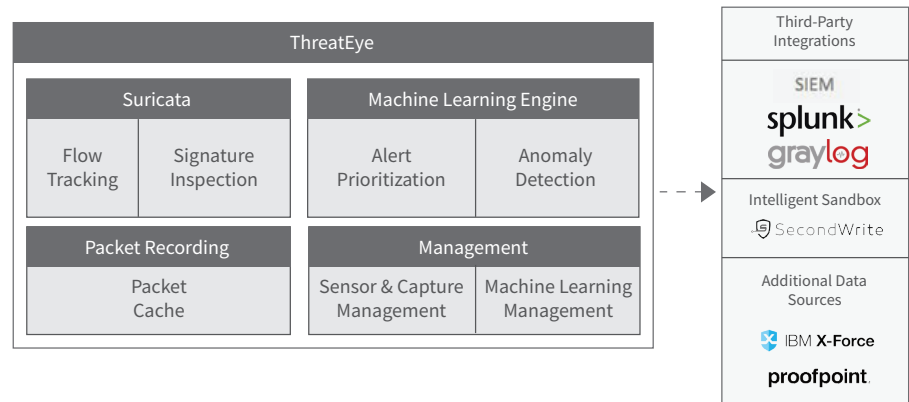 ThreatEye
Suricata
Flow
Tracking
Signature
Inspection
Machine Learning Engine
Alert
Prioritization
Anomaly
Detection
Packet Recording
Packet
Cache
Management
Sensor & Capture
Management
Machine Learning
Management
Third-Party
Integrations
SIEM
splunk>
graylog
Intelligent Sandbox
S SecondWrite
Additional Data
Sources
X IBM X-Force
proofpoint.